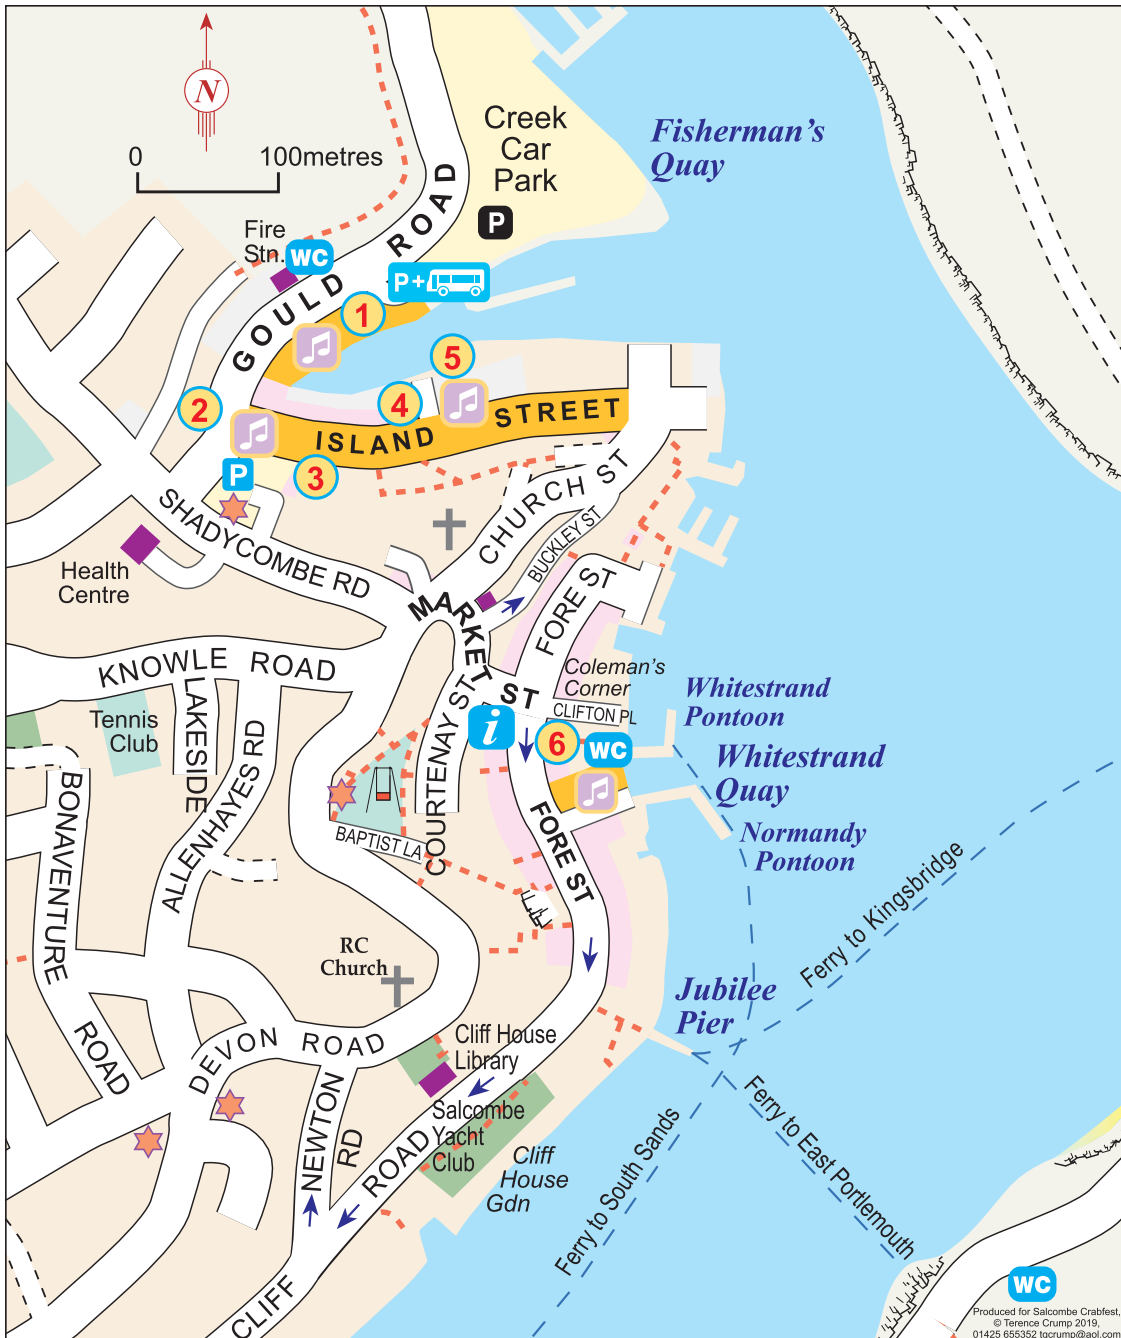 N
0 100metres
Creek
Car
Park
P
Fisherman's
Quay
Fire
Stn.
WC
GOULD ROAD
P+
1
2
3
4
5
ISLAND STREET
P
SHADYCOMBE RD
Health
Centre
CHURCH ST
BUCKLEY ST
MARKET ST
FORE ST
Coleman's
Corner
CLIFTON PL
KNOWLE ROAD
LAKESIDE
Tennis
Club
ALLENHAYES RD
BONAVENTURE
ROAD
COURTENAY ST
i
6
WC
Whitestrand
Pontoon
Whitestrand
Quay
Normandy
Pontoon
BAPTIST LA
FORE ST
Ferry to Kingsbridge
RC
Church
Jubilee
Pier
DEVON ROAD
Cliff House
Library
Salcombe
Yacht
Club
Cliff
House
Gdn
NEWTON
RD
CLIFF ROAD
Ferry to South Sands
Ferry to East Portlemouth
WC
Produced for Salcombe Crabfest,
© Terence Crump 2019,
01425 655352 tgcrump@aol.com